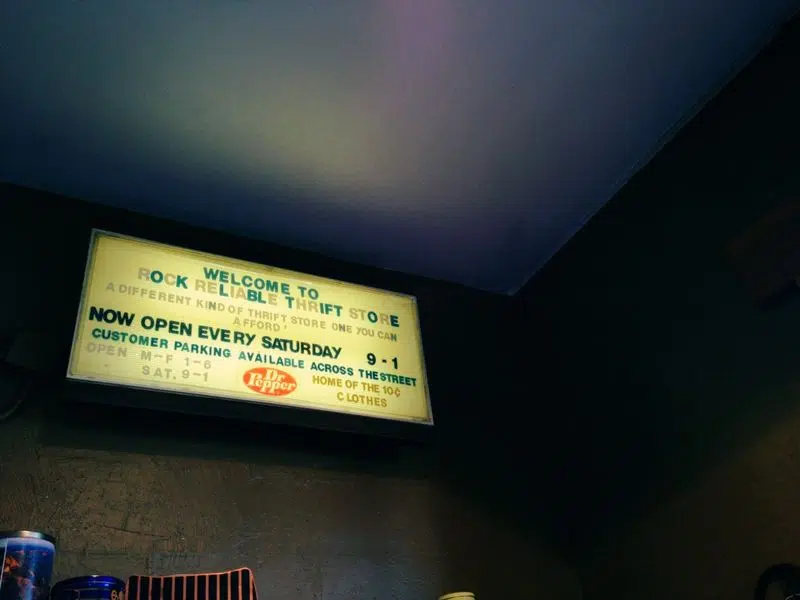 WELCOME TO
ROCK RELIABLE THRIFT STORE
A DIFFERENT KIND OF THRIFT STORE ONE YOU CAN
AFFORD'
NOW OPEN EVERY SATURDAY 9-1
CUSTOMER PARKING AVAILABLE ACROSS THE STREET
OPEN M-F 1-6
SAT. 9-1
Dr
Pepper
HOME OF THE 10¢
CLOTHES